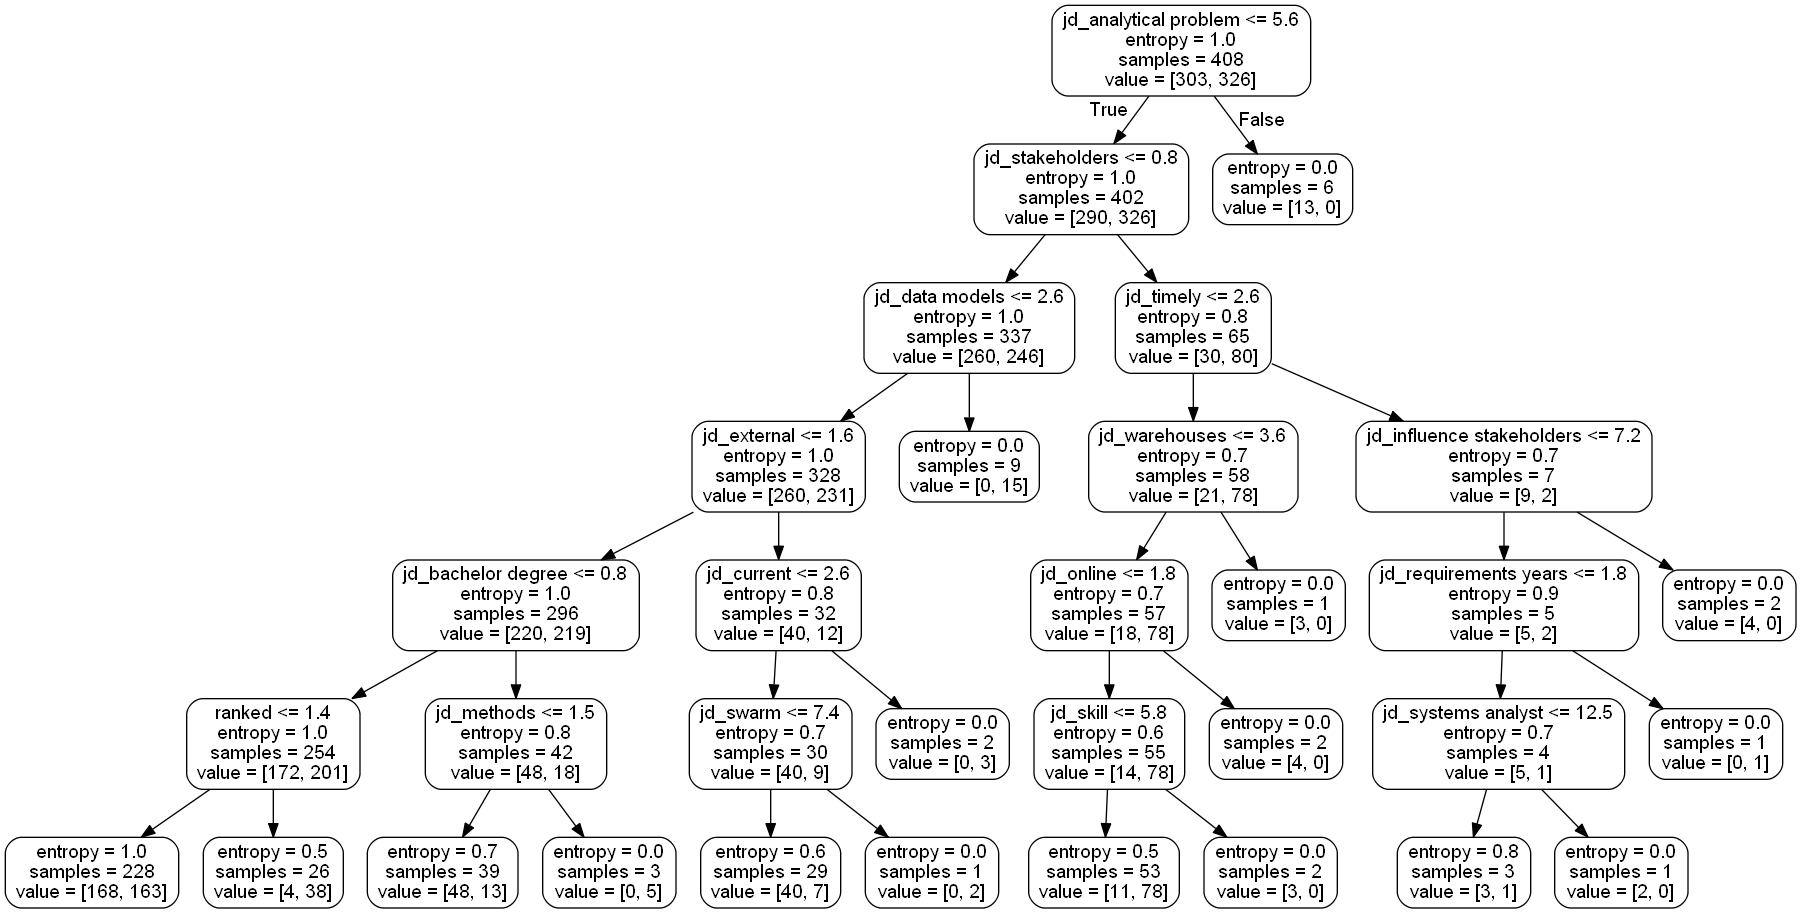 jd_analytical problem <= 5.6
entropy = 1.0
samples = 408
value = [303, 326]
True
False
jd_stakeholders <= 0.8
entropy = 1.0
samples = 402
value = [290, 326]
entropy = 0.0
samples = 6
value = [13, 0]
jd_data models <= 2.6
entropy = 1.0
samples = 337
value = [260, 246]
jd_timely <= 2.6
entropy = 0.8
samples = 65
value = [30, 80]
jd_external <= 1.6
entropy = 1.0
samples = 328
value = [260, 231]
entropy = 0.0
samples = 9
value = [0, 15]
jd_warehouses <= 3.6
entropy = 0.7
samples = 58
value = [21, 78]
jd_influence stakeholders <= 7.2
entropy = 0.7
samples = 7
value = [9, 2]
jd_bachelor degree <= 0.8
entropy = 1.0
samples = 296
value = [220, 219]
jd_current <= 2.6
entropy = 0.8
samples = 32
value = [40, 12]
jd_online <= 1.8
entropy = 0.7
samples = 57
value = [18, 78]
entropy = 0.0
samples = 1
value = [3, 0]
jd_requirements years <= 1.8
entropy = 0.9
samples = 5
value = [5, 2]
entropy = 0.0
samples = 2
value = [4, 0]
ranked <= 1.4
entropy = 1.0
samples = 254
value = [172, 201]
jd_methods <= 1.5
entropy = 0.8
samples = 42
value = [48, 18]
jd_swarm <= 7.4
entropy = 0.7
samples = 30
value = [40, 9]
entropy = 0.0
samples = 2
value = [0, 3]
jd_skill <= 5.8
entropy = 0.6
samples = 55
value = [14, 78]
entropy = 0.0
samples = 2
value = [4, 0]
jd_systems analyst <= 12.5
entropy = 0.7
samples = 4
value = [5, 1]
entropy = 0.0
samples = 1
value = [0, 1]
entropy = 1.0
samples = 228
value = [168, 163]
entropy = 0.5
samples = 26
value = [4, 38]
entropy = 0.7
samples = 39
value = [48, 13]
entropy = 0.0
samples = 3
value = [0, 5]
entropy = 0.6
samples = 29
value = [40, 7]
entropy = 0.0
samples = 1
value = [0, 2]
entropy = 0.5
samples = 53
value = [11, 78]
entropy = 0.0
samples = 2
value = [3, 0]
entropy = 0.8
samples = 3
value = [3, 1]
entropy = 0.0
samples = 1
value = [2, 0]